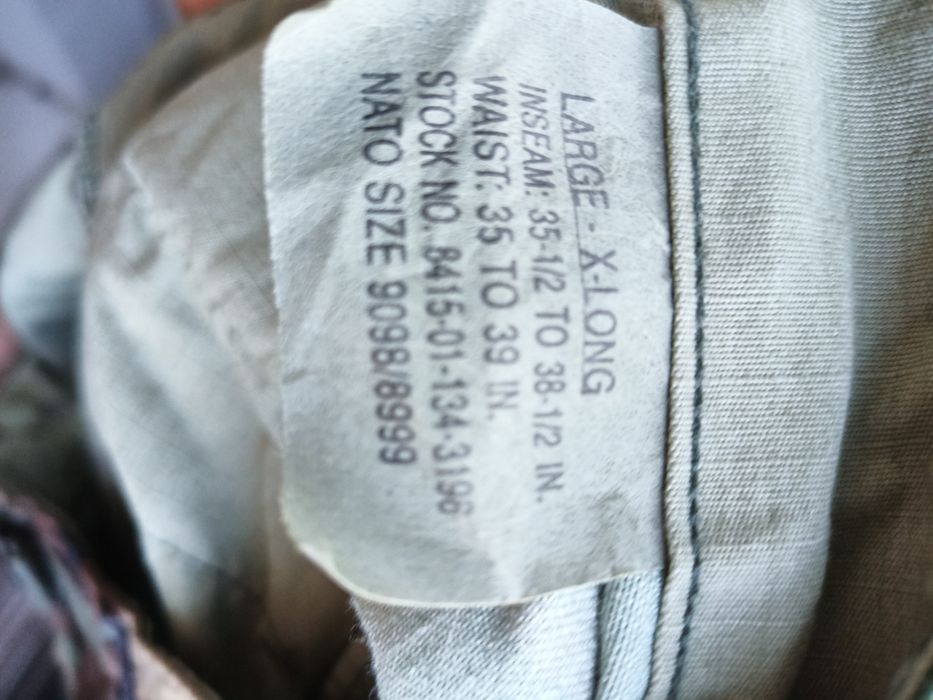 LARGE - X-LONG
INSEAM: 35-1/2 TO 38-1/2 IN.
WAIST: 35 TO 39 IN.
STOCK NO. 8415-01-134-3196
NATO SIZE 9098/8999